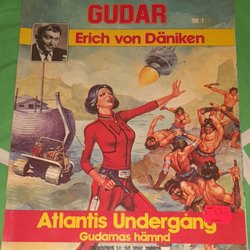 GUDAR
NR 1
Erich von Däniken
Atlantis Undergång
Gudarnas hämnd